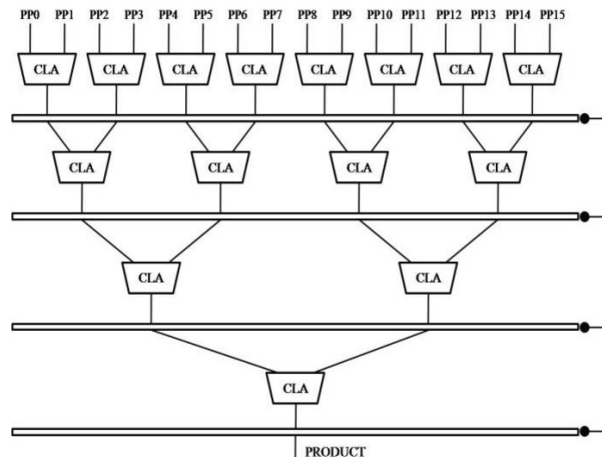 PP0 PP1 PP2 PP3 PP4 PP5 PP6 PP7 PP8 PP9 PP10 PP11 PP12 PP13 PP14 PP15
CLA CLA CLA CLA CLA CLA CLA CLA
CLA CLA CLA CLA
CLA CLA
CLA
PRODUCT